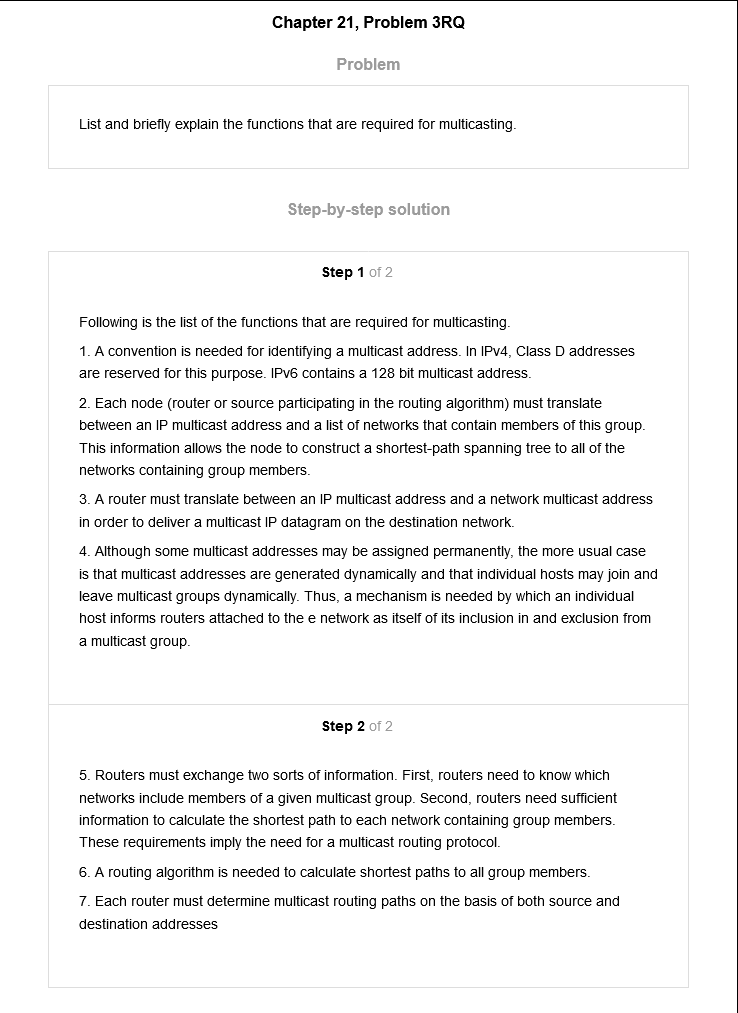 Chapter 21, Problem 3RQ
Problem
List and briefly explain the functions that are required for multicasting.
Step-by-step solution
Step 1 of 2
Following is the list of the functions that are required for multicasting.
1. A convention is needed for identifying a multicast address. In IPv4, Class D addresses
are reserved for this purpose. IPv6 contains a 128 bit multicast address.
2. Each node (router or source participating in the routing algorithm) must translate
between an IP multicast address and a list of networks that contain members of this group.
This information allows the node to construct a shortest-path spanning tree to all of the
networks containing group members.
3. A router must translate between an IP multicast address and a network multicast address
in order to deliver a multicast IP datagram on the destination network.
4. Although some multicast addresses may be assigned permanently, the more usual case
is that multicast addresses are generated dynamically and that individual hosts may join and
leave multicast groups dynamically. Thus, a mechanism is needed by which an individual
host informs routers attached to the e network as itself of its inclusion in and exclusion from
a multicast group.
Step 2 of 2
5. Routers must exchange two sorts of information. First, routers need to know which
networks include members of a given multicast group. Second, routers need sufficient
information to calculate the shortest path to each network containing group members.
These requirements imply the need for a multicast routing protocol.
6. A routing algorithm is needed to calculate shortest paths to all group members.
7. Each router must determine multicast routing paths on the basis of both source and
destination addresses